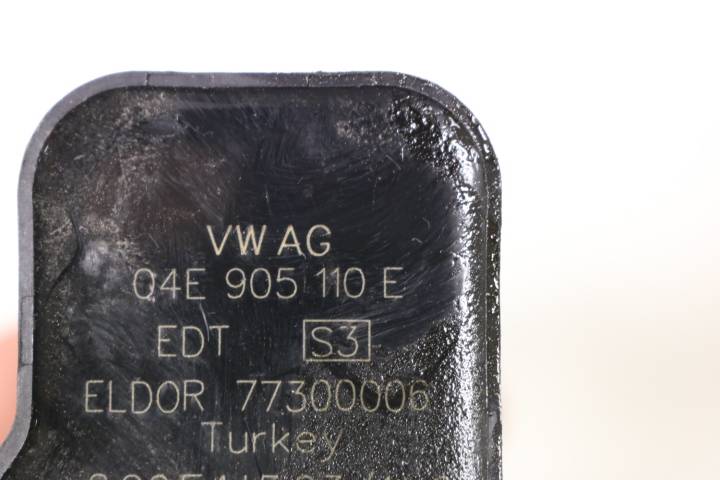 VW AG
04E 905 110 E
EDT S3
ELDOR 77300006
Turkey